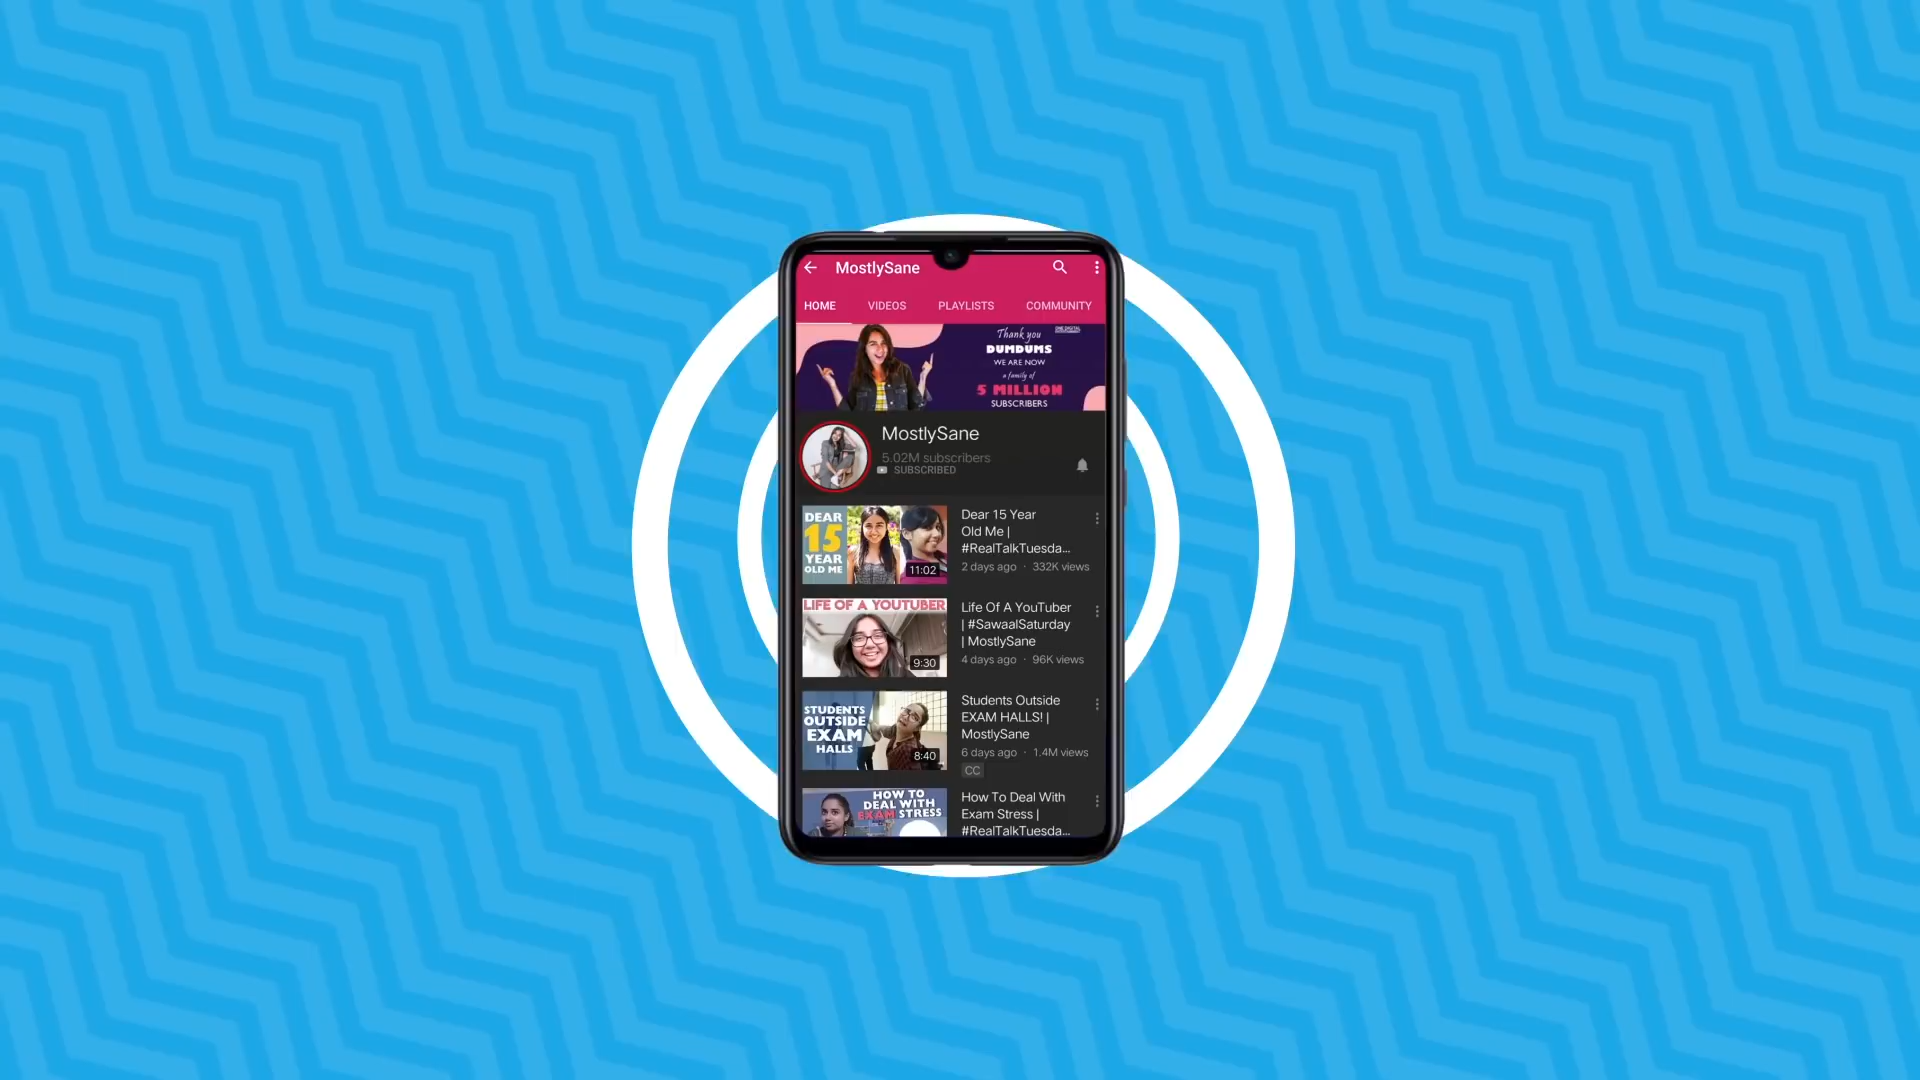 MostlySane
HOME VIDEOS PLAYLISTS COMMUNITY
Thank you
DUMDUMS
WE ARE NOW
a family of
5 MILLION
SUBSCRIBERS
ONE DIGITAL
MostlySane
5.02M subscribers
SUBSCRIBED
DEAR
15
YEAR
OLD ME
11:02
Dear 15 Year
Old Me |
#RealTalkTuesda...
2 days ago · 332K views
LIFE OF A YOUTUBER
9:30
Life Of A YouTuber
| #SawaalSaturday
| MostlySane
4 days ago · 96K views
STUDENTS
OUTSIDE
EXAM
HALLS
8:40
Students Outside
EXAM HALLS! |
MostlySane
6 days ago · 1.4M views
CC
HOW TO
DEAL WITH
EXAM STRESS
How To Deal With
Exam Stress |
#RealTalkTuesda...